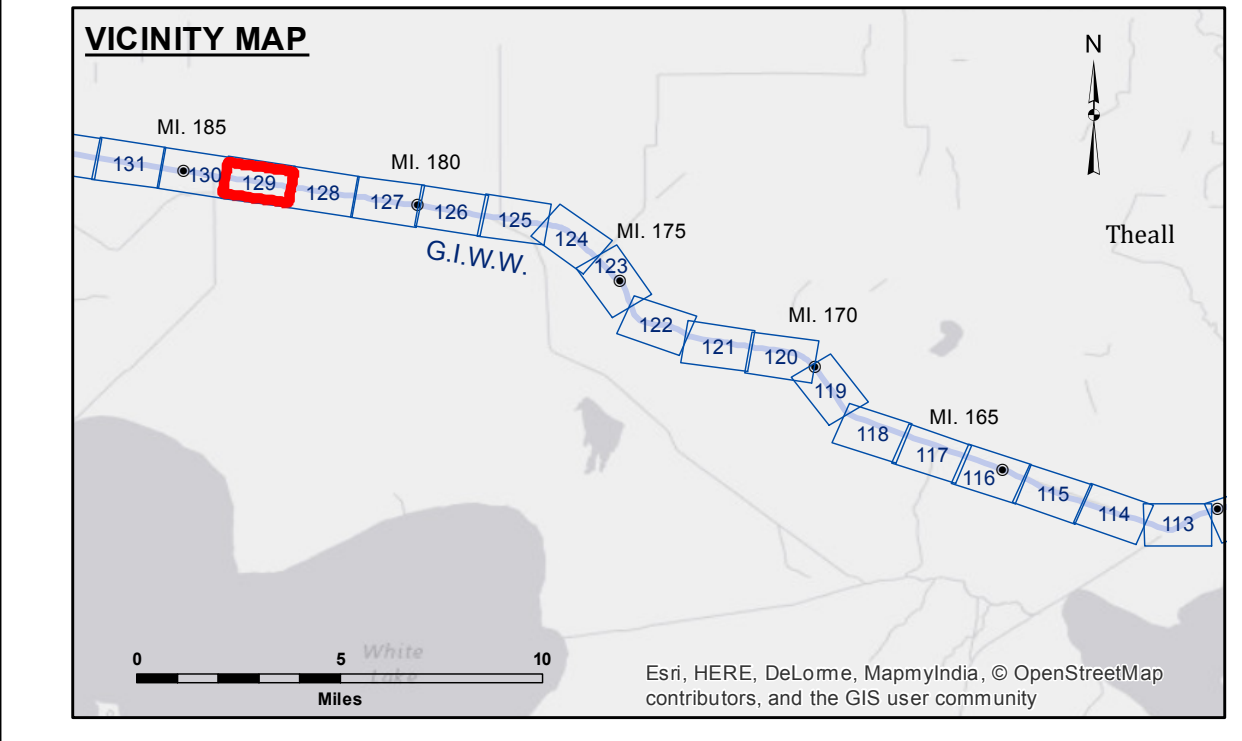 VICINITY MAP
N
MI. 185
MI. 180
131
130
129
128
127
126
125
124
MI. 175
123
Theall
G.I.W.W.
122
121
120
MI. 170
119
MI. 165
118
117
116
115
114
113
White
Lake
0 5 10
Miles
Esri, HERE, DeLorme, MapmyIndia, © OpenStreetMap
contributors, and the GIS user community